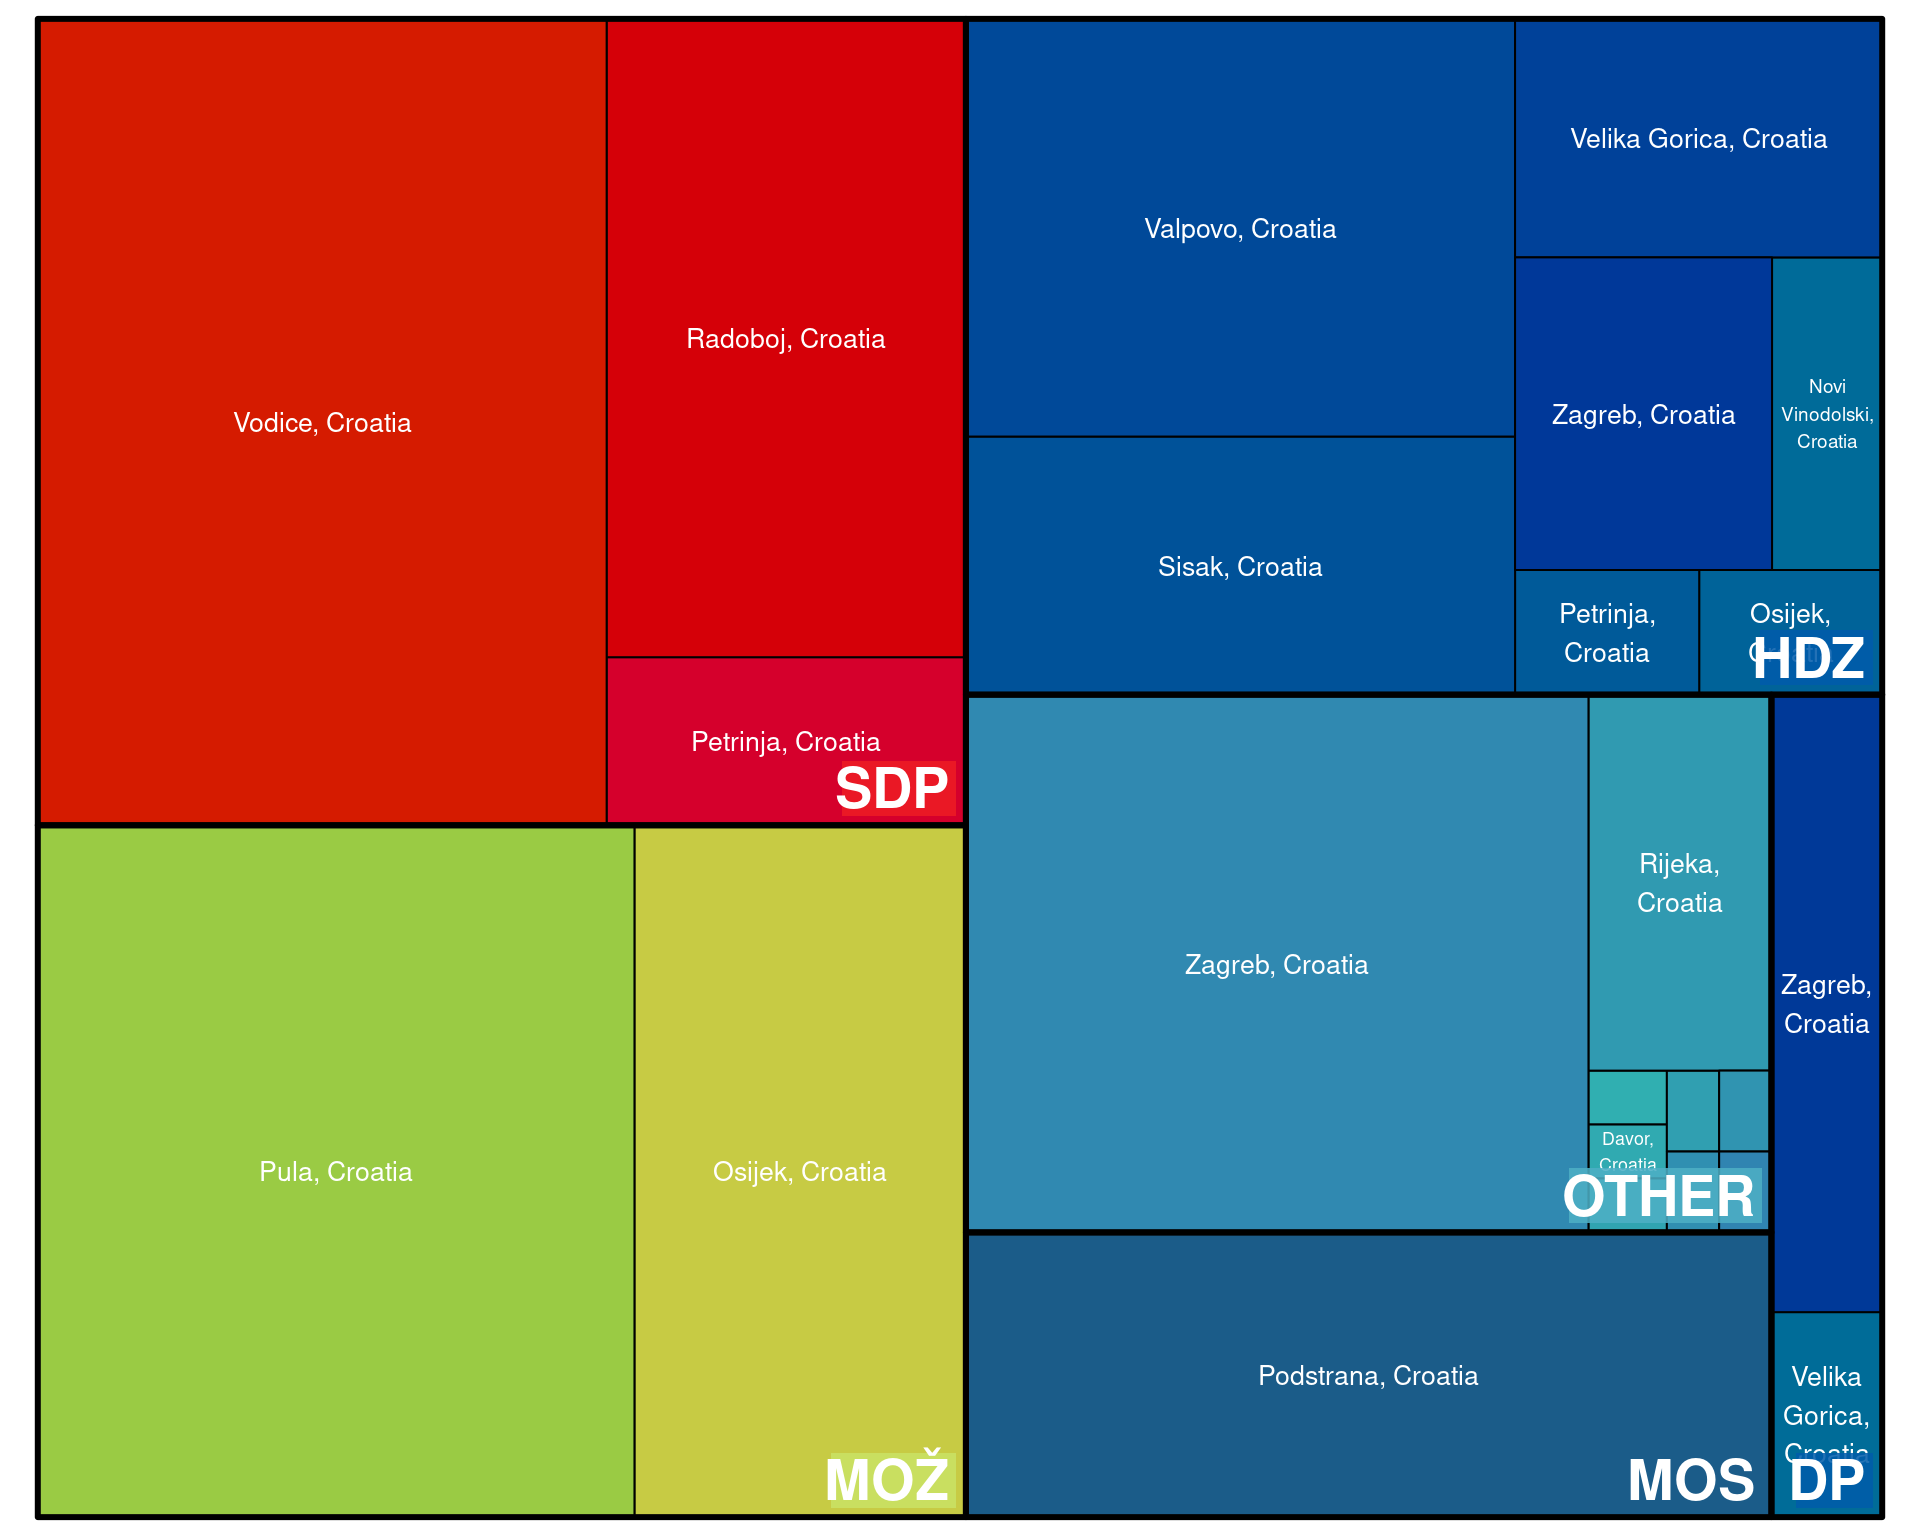 Vodice, Croatia
Radoboj, Croatia
Petrinja, Croatia
SDP
Pula, Croatia
Osijek, Croatia
MOŽ
Valpovo, Croatia
Sisak, Croatia
Velika Gorica, Croatia
Zagreb, Croatia
Novi
Vinodolski,
Croatia
Petrinja,
Croatia
Osijek,
HDZ
Zagreb, Croatia
Rijeka,
Croatia
Davor,
Croatia
OTHER
Podstrana, Croatia
MOS
Zagreb,
Croatia
Velika
Gorica,
Croatia
DP